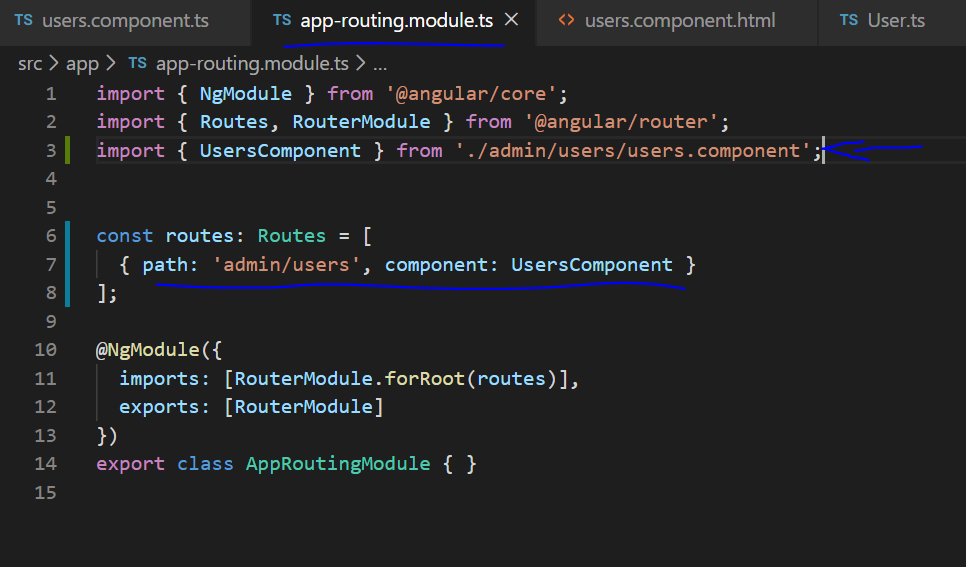 TS users.component.ts TS app-routing.module.ts × <> users.component.html TS User.ts
src > app > TS app-routing.module.ts > ...
1 import { NgModule } from '@angular/core';
2 import { Routes, RouterModule } from '@angular/router';
3 import { UsersComponent } from './admin/users/users.component';
4
5
6 const routes: Routes = [
7 { path: 'admin/users', component: UsersComponent }
8 ];
9
10 @NgModule({
11 imports: [RouterModule.forRoot(routes)],
12 exports: [RouterModule]
13 })
14 export class AppRoutingModule { }
15